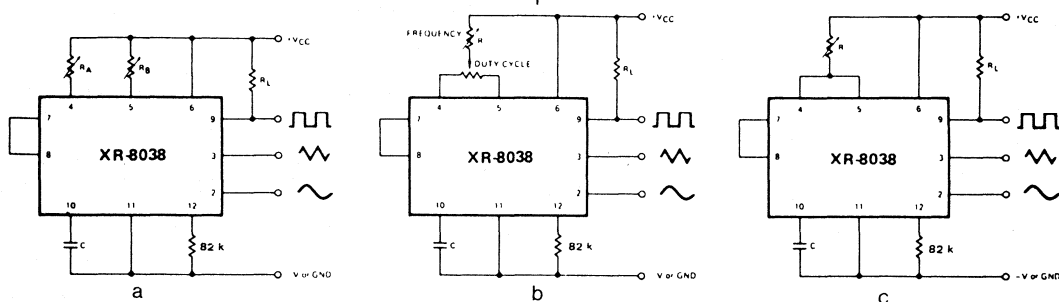 +VCC
RA
RB
RL
4
5
6
7
8
9
3
2
XR-8038
10
11
12
C
82 k
-V or GND
a
+VCC
FREQUENCY
R
DUTY CYCLE
RL
4
5
6
7
8
9
3
2
XR-8038
10
11
12
C
82 k
-V or GND
b
+VCC
R
RL
4
5
6
7
8
9
3
2
XR-8038
10
11
12
C
82 k
-V or GND
c